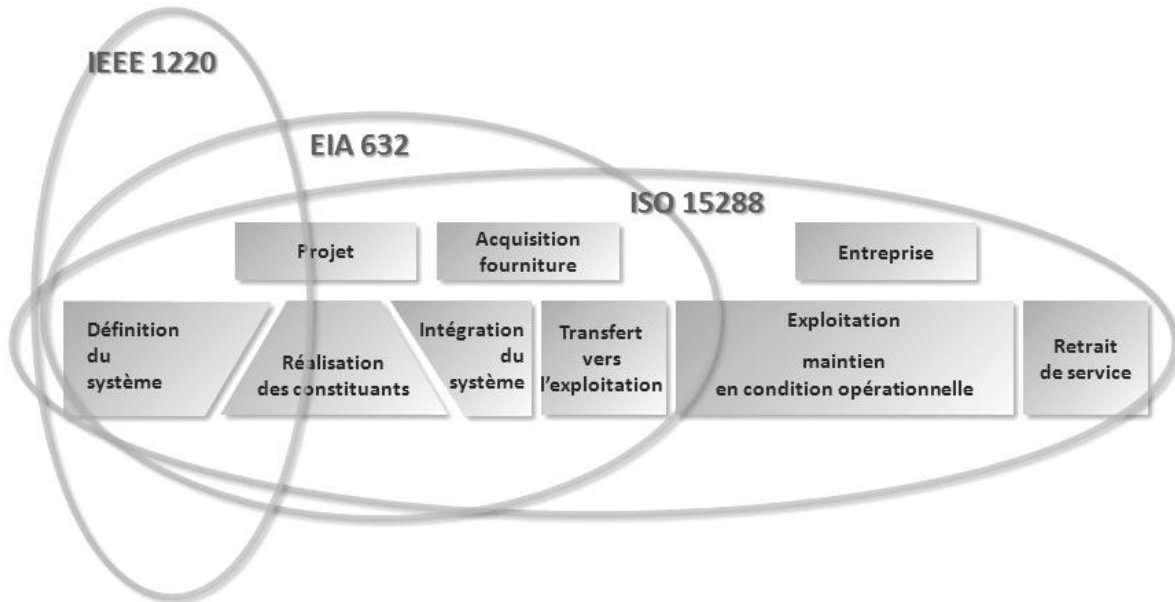 IEEE 1220
EIA 632
ISO 15288
Projet
Acquisition
fourniture
Entreprise
Définition
du
système
Réalisation
des constituants
Intégration
du
système
Transfert
vers
l'exploitation
Exploitation
maintien
en condition opérationnelle
Retrait
de service